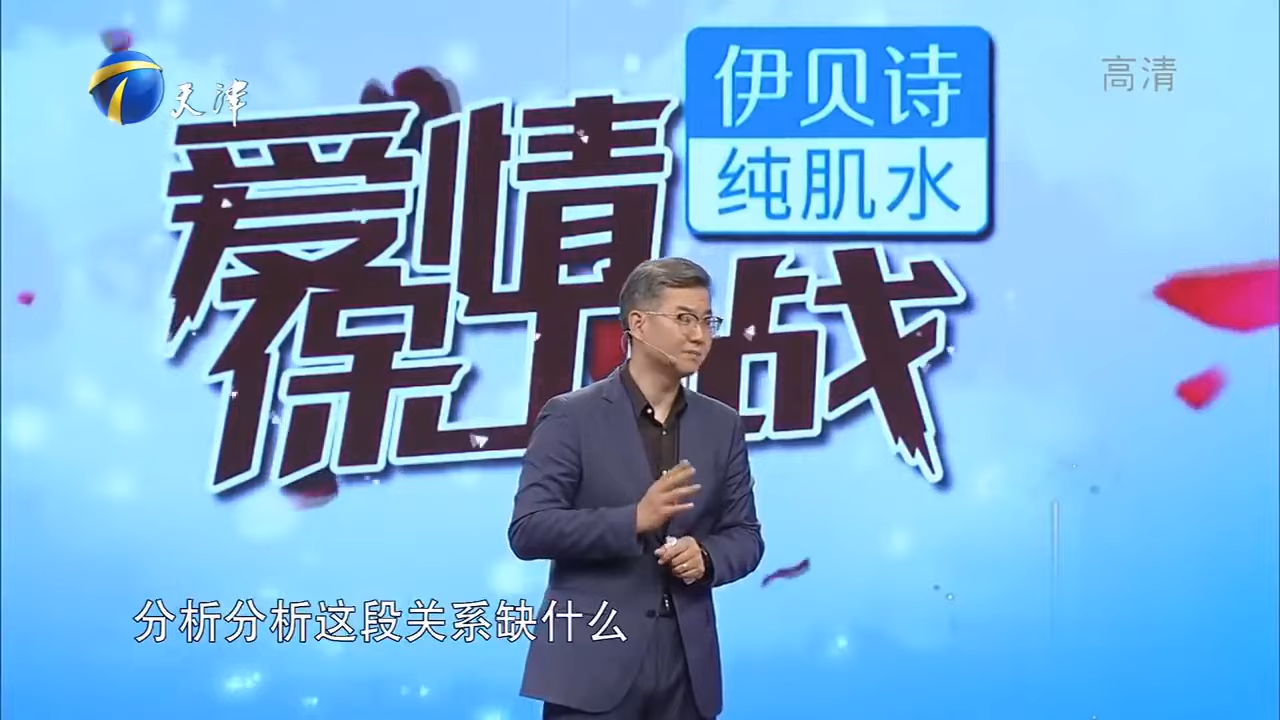 天津
高清
伊贝诗
纯肌水
爱情
保卫战
分析分析这段关系缺什么